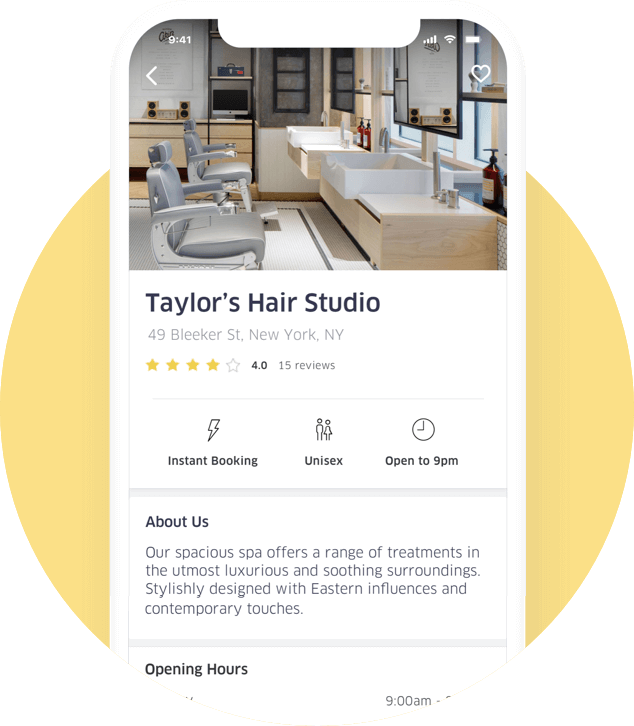 9:41
Taylor's Hair Studio
49 Bleeker St, New York, NY
4.0 15 reviews
Instant Booking Unisex Open to 9pm
About Us
Our spacious spa offers a range of treatments in
the utmost luxurious and soothing surroundings.
Stylishly designed with Eastern influences and
contemporary touches.
Opening Hours
9:00am -